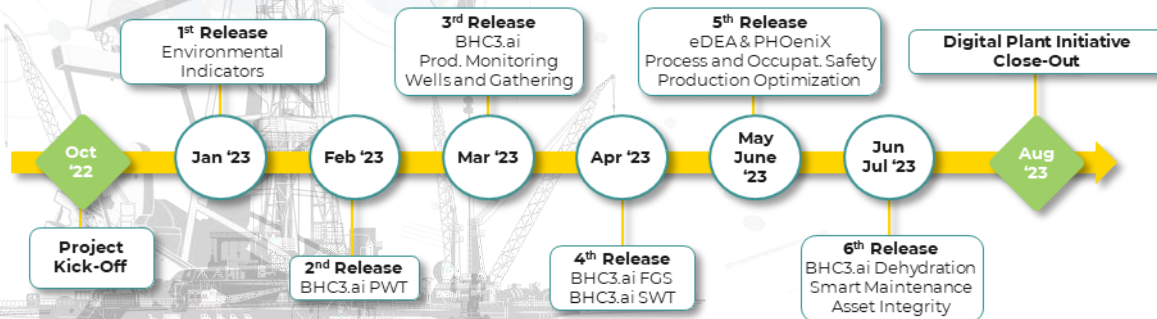 1st Release
Environmental
Indicators
3rd Release
BHC3.ai
Prod. Monitoring
Wells and Gathering
5th Release
eDEA & PHOeniX
Process and Occupat. Safety
Production Optimization
Digital Plant Initiative
Close-Out
Oct
‘22
Jan ‘23
Feb ‘23
Mar ‘23
Apr ‘23
May
June
‘23
Jun
Jul ‘23
Aug
‘23
Project
Kick-Off
2nd Release
BHC3.ai PWT
4th Release
BHC3.ai FGS
BHC3.ai SWT
6th Release
BHC3.ai Dehydration
Smart Maintenance
Asset Integrity